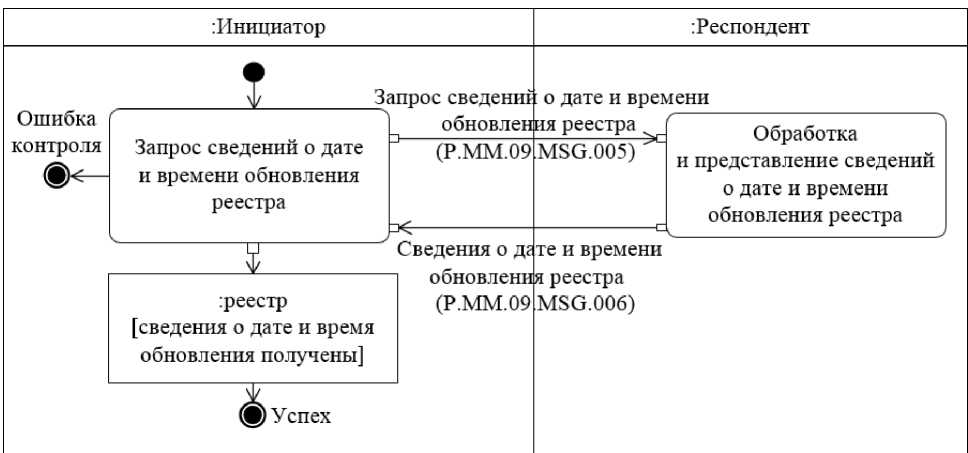 :Инициатор
:Респондент
Ошибка
контроля
Запрос сведений о дате
и времени обновления
реестра
Запрос сведений о дате и времени
обновления реестра
(P.MM.09.MSG.005)
Обработка
и представление сведений
о дате и времени
обновления реестра
Сведения о дате и времени
обновления реестра
(P.MM.09.MSG.006)
:реестр
[сведения о дате и время
обновления получены]
Успех